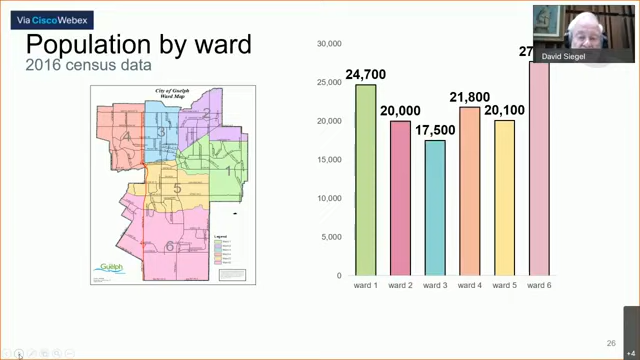 Via Cisco Webex
Population by ward
2016 census data
City of Guelph
Ward Map
4
3
2
1
5
6
Legend
Guelph
30,000
25,000
20,000
15,000
10,000
5,000
0
24,700
20,000
17,500
21,800
20,100
ward 1
ward 2
ward 3
ward 4
ward 5
ward 6
David Siegel
26
+4